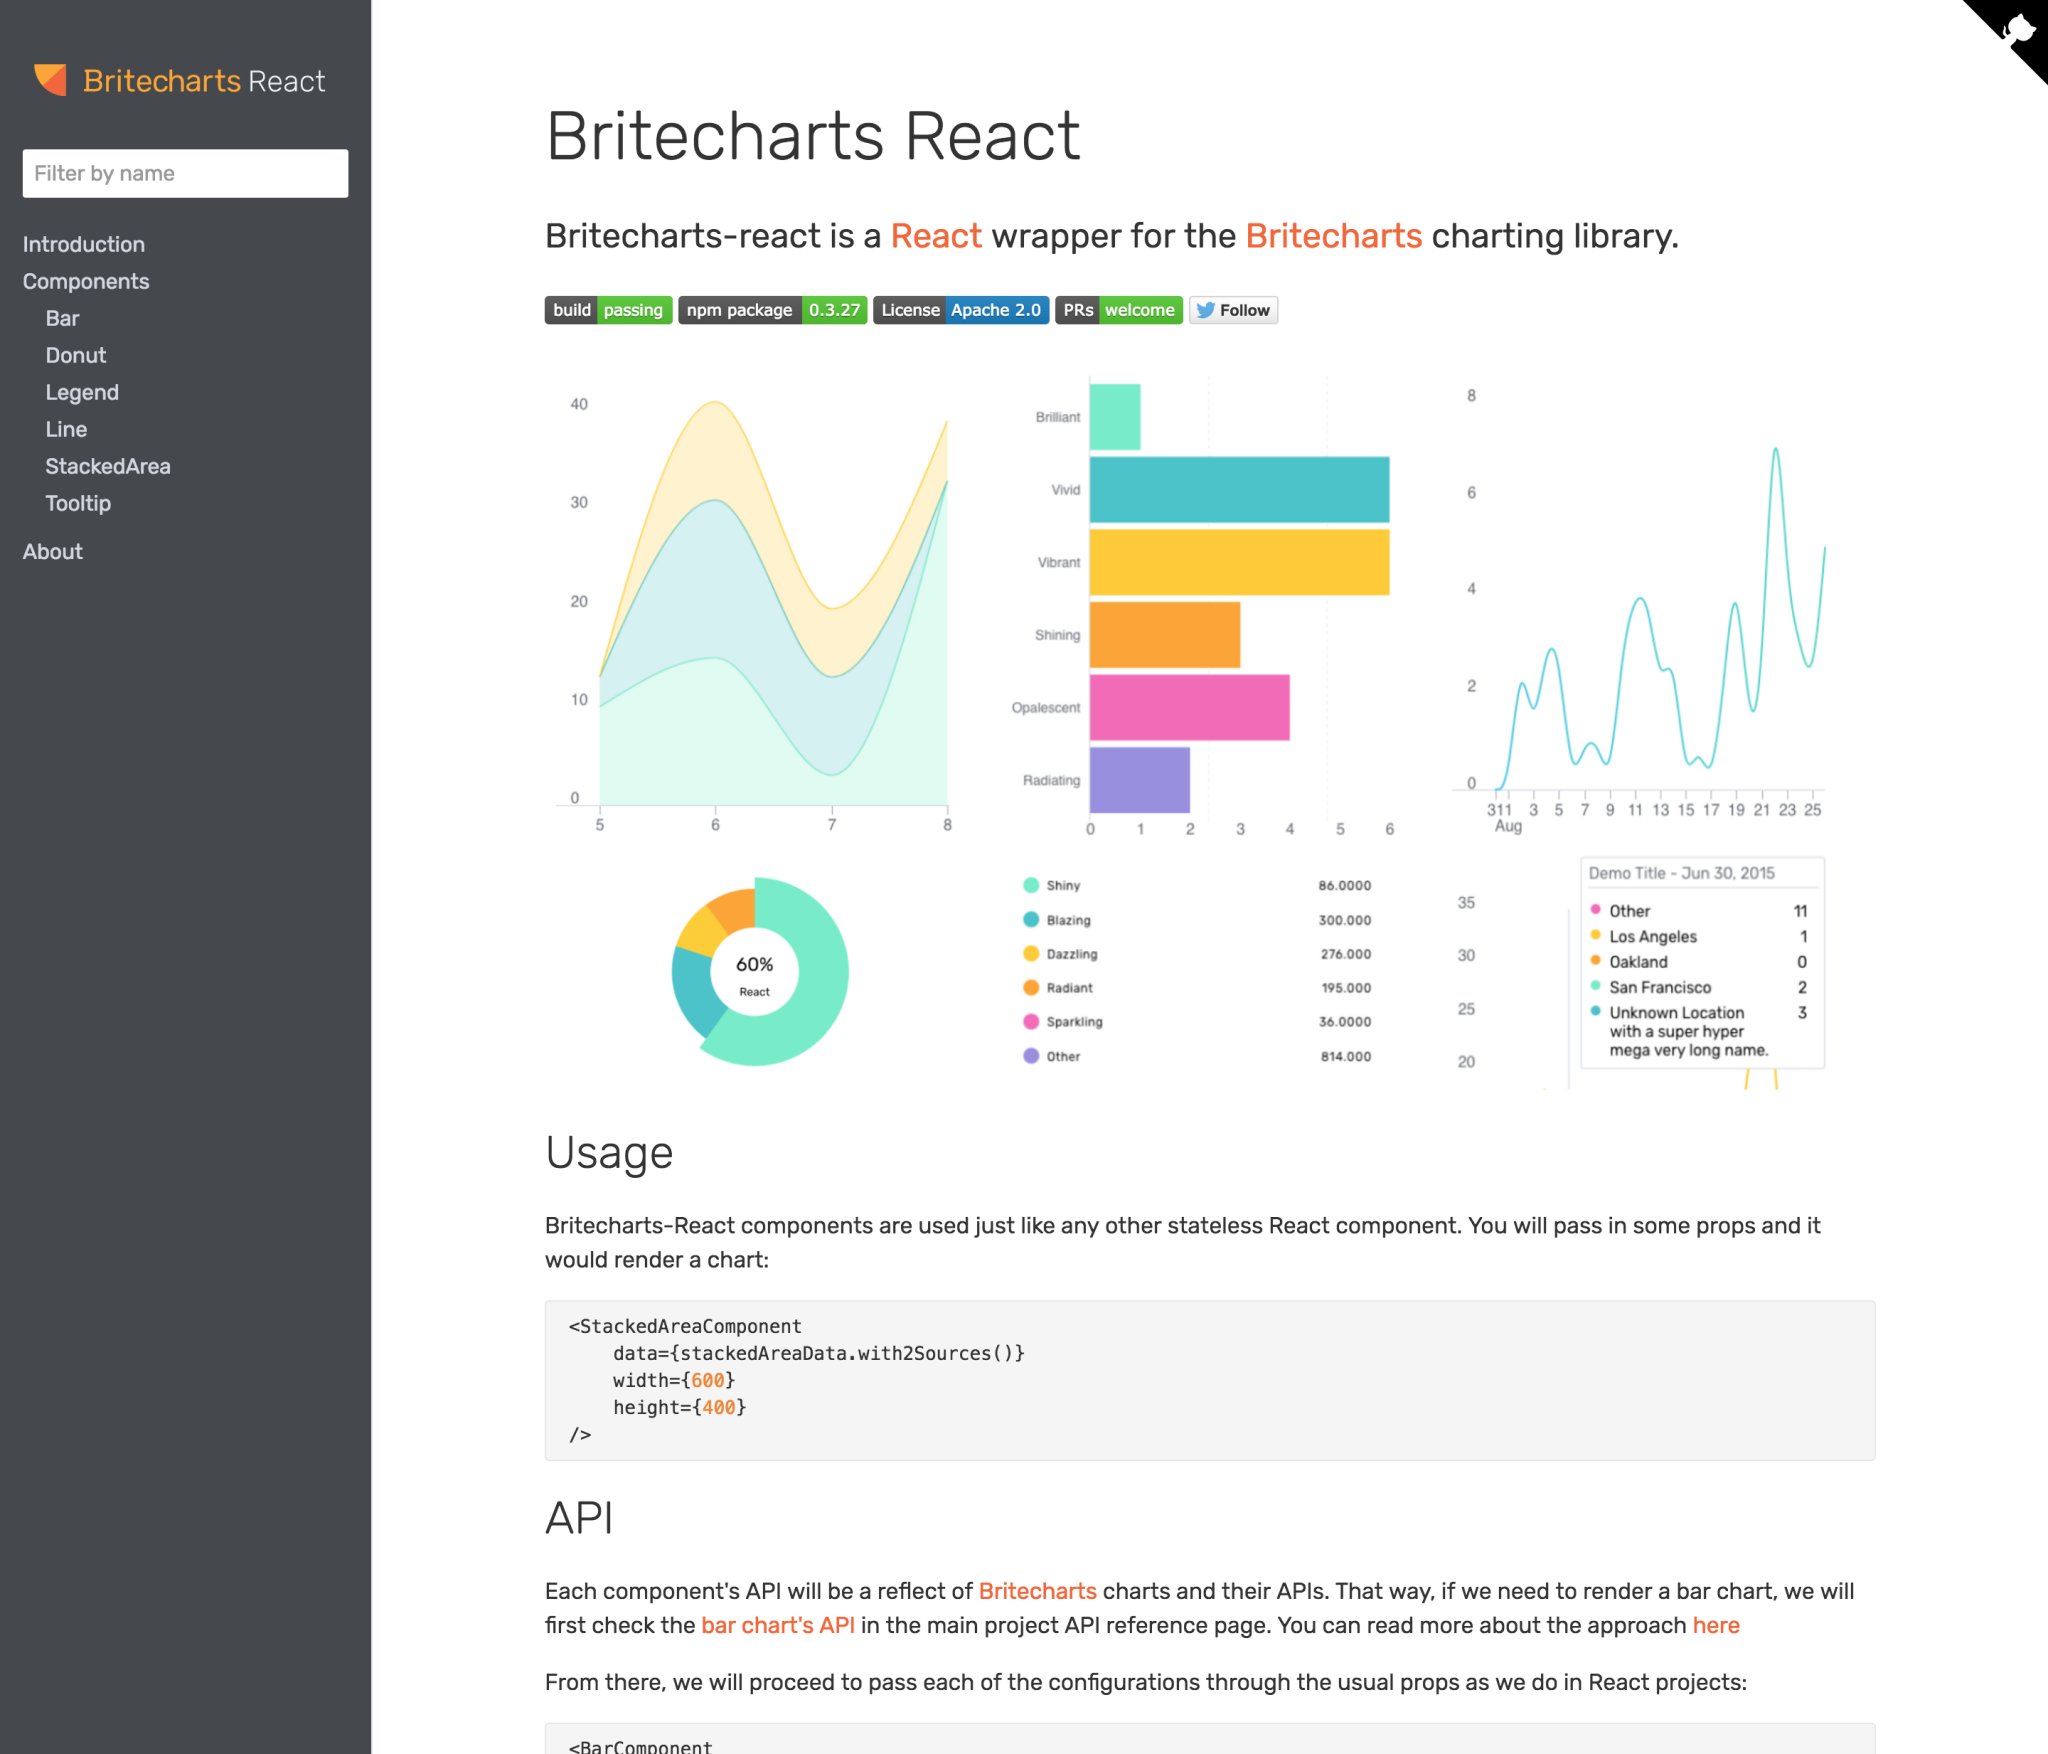 Britecharts React
Filter by name
Introduction
Components
Bar
Donut
Legend
Line
StackedArea
Tooltip
About
Britecharts React
Britecharts-react is a React wrapper for the Britecharts charting library.
build passing npm package 0.3.27 License Apache 2.0 PRs welcome Follow
40
30
20
10
0
5 6 7 8
Brilliant
Vivid
Vibrant
Shining
Opalescent
Radiating
0 1 2 3 4 5 6
8
6
4
2
0
31 1 3 5 7 9 11 13 15 17 19 21 23 25
Aug
60%
React
Shiny 86.0000
Blazing 300.000
Dazzling 276.000
Radiant 195.000
Sparkling 36.0000
Other 814.000
35
30
25
20
Demo Title - Jun 30, 2015
Other 11
Los Angeles 1
Oakland 0
San Francisco 2
Unknown Location 3
with a super hyper
mega very long name.
Usage
Britecharts-React components are used just like any other stateless React component. You will pass in some props and it
would render a chart:
<StackedAreaComponent
data={stackedAreaData.with2Sources()}
width={600}
height={400}
/>
API
Each component's API will be a reflect of Britecharts charts and their APIs. That way, if we need to render a bar chart, we will
first check the bar chart's API in the main project API reference page. You can read more about the approach here
From there, we will proceed to pass each of the configurations through the usual props as we do in React projects:
<BarComponent